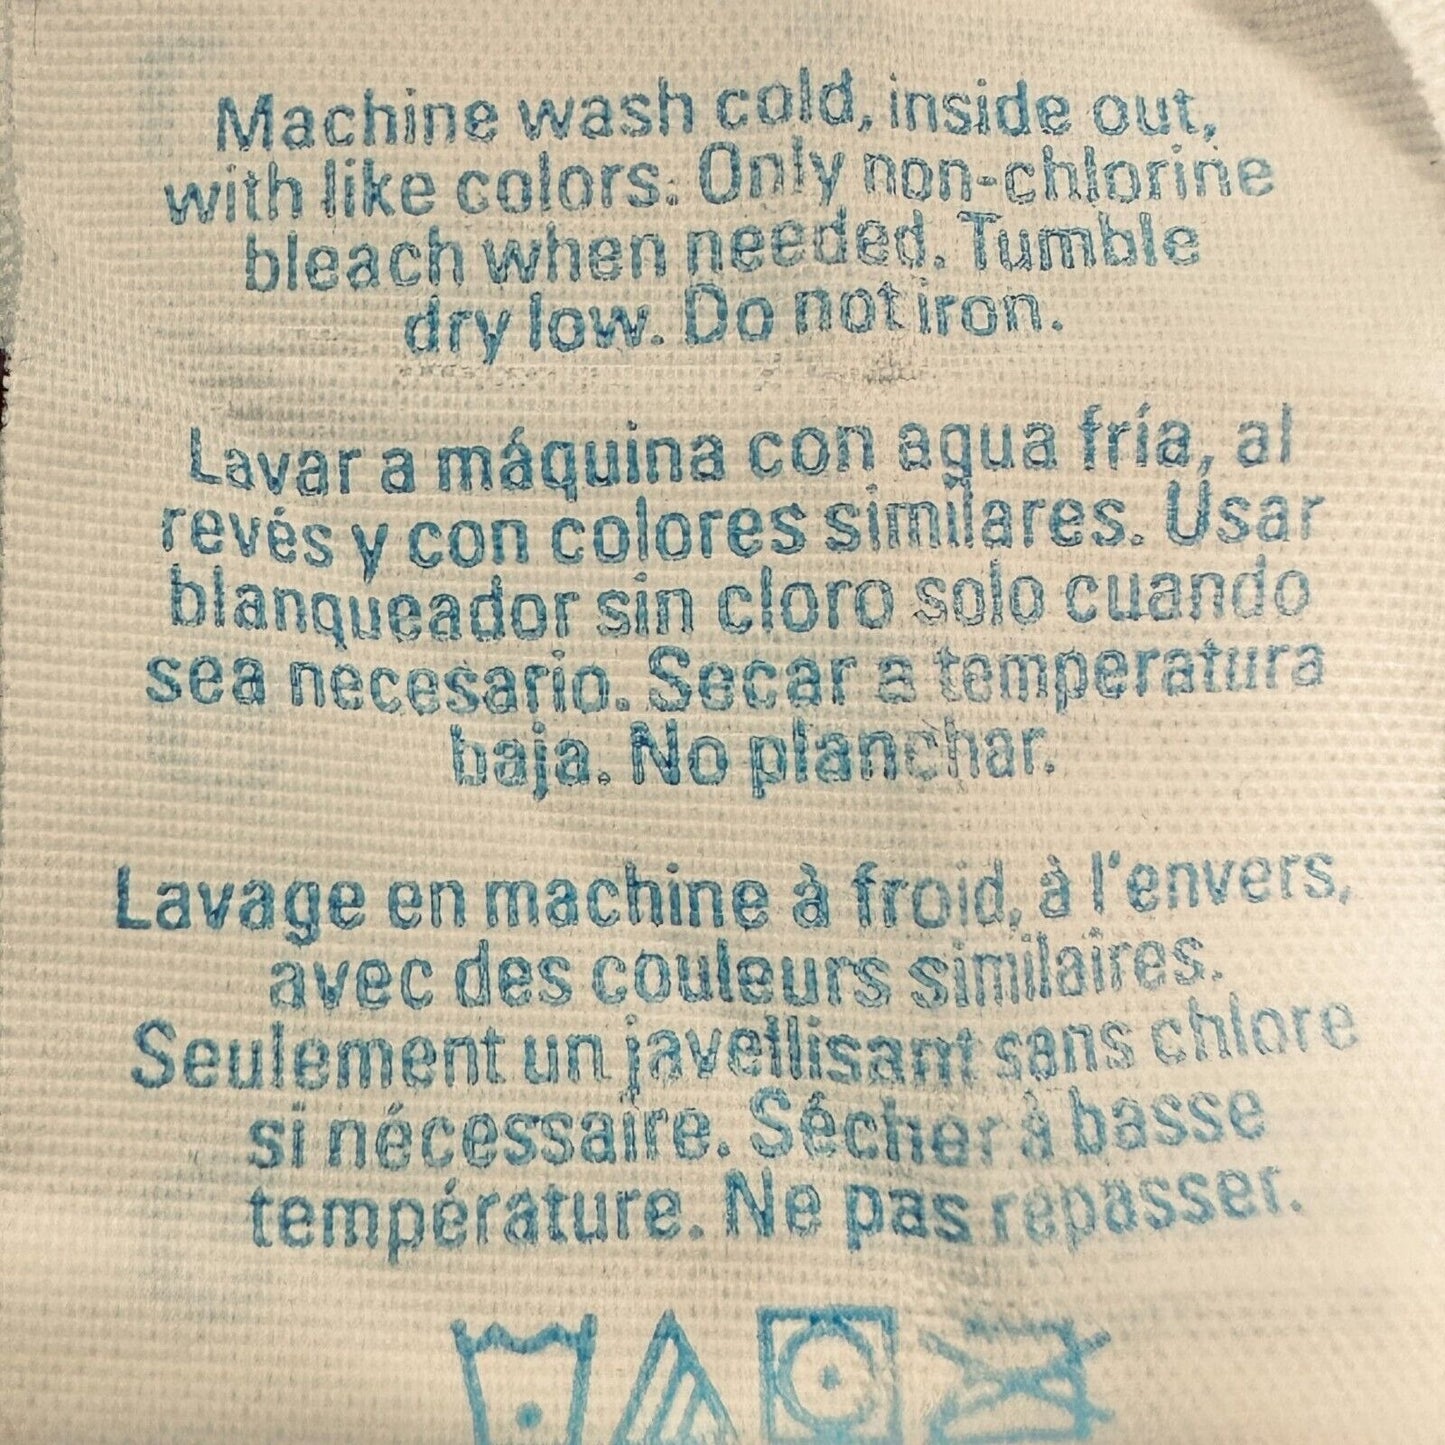 Machine wash cold, inside out,
with like colors. Only non-chlorine
bleach when needed. Tumble
dry low. Do not iron.
Lavar a máquina con agua fría, al
revés y con colores similares. Usar
blanqueador sin cloro solo cuando
sea necesario. Secar a temperatura
baja. No planchar.
Lavage en machine à froid, à l'envers,
avec des couleurs similaires.
Seulement un javellisant sans chlore
si nécessaire. Sécher à basse
température. Ne pas repasser.